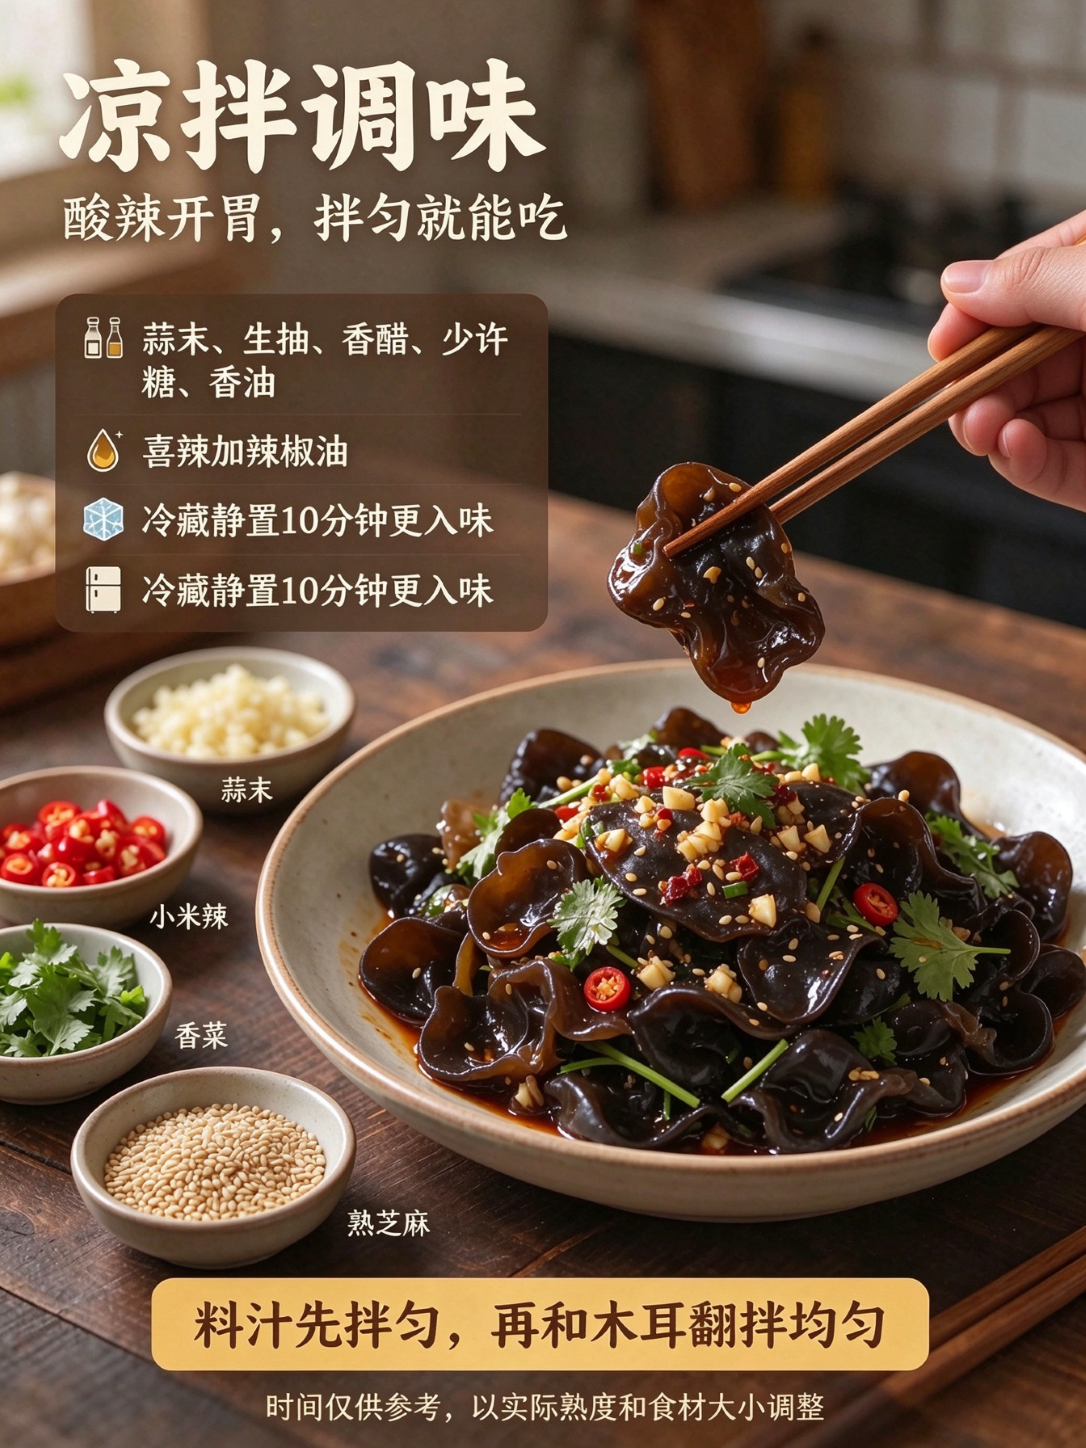 凉拌调味
酸辣开胃，拌匀就能吃
蒜末、生抽、香醋、少许
糖、香油
喜辣加辣椒油
冷藏静置10分钟更入味
冷藏静置10分钟更入味
蒜末
小米辣
香菜
熟芝麻
料汁先拌匀，再和木耳翻拌均匀
时间仅供参考，以实际熟度和食材大小调整